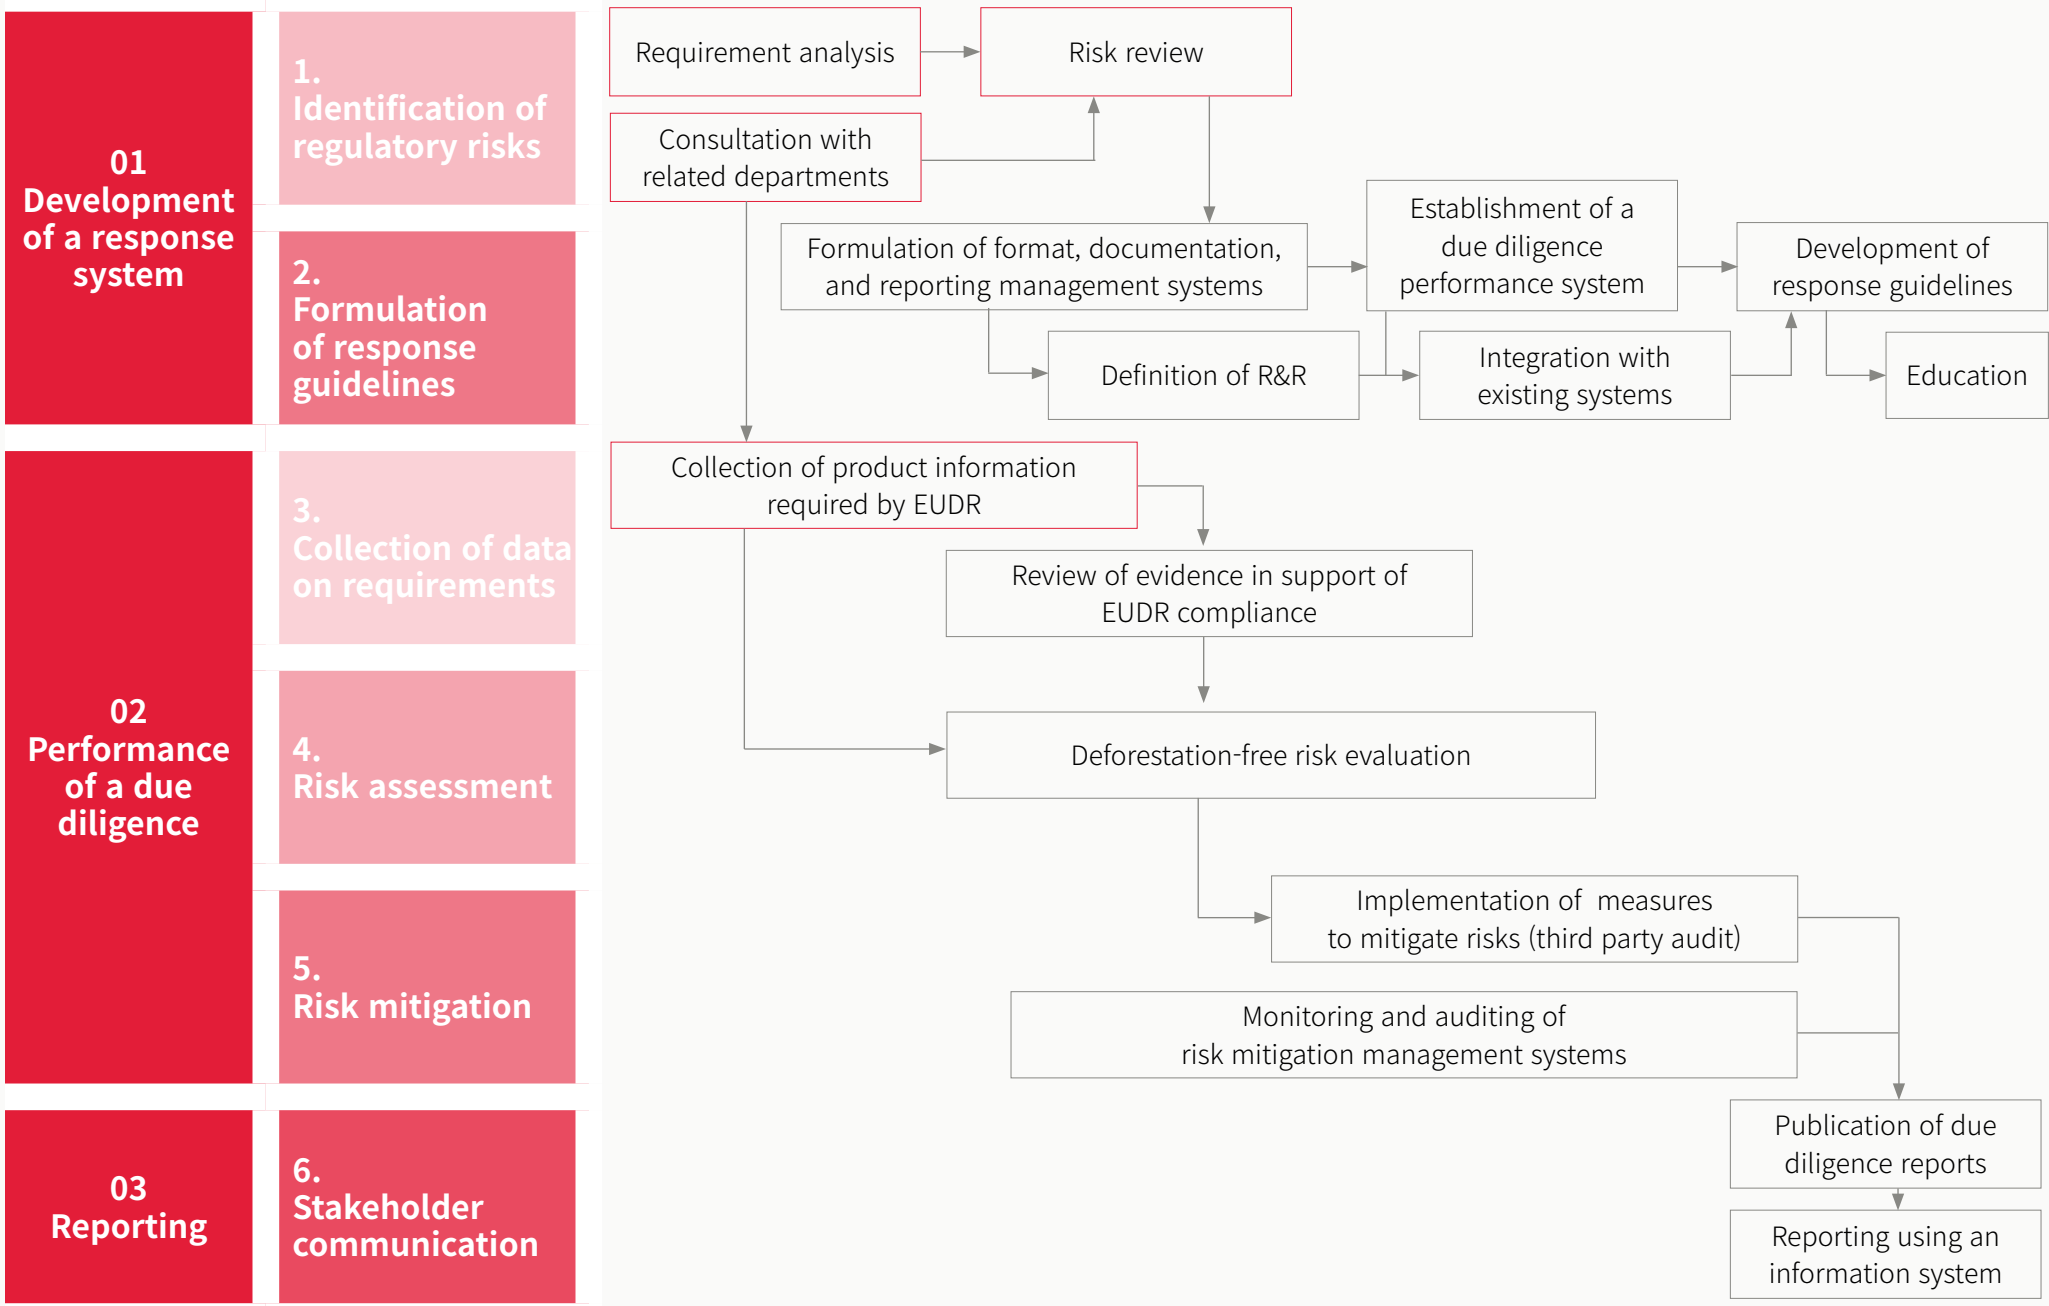 01
Development
of a response
system
1.
Identification of
regulatory risks
2.
Formulation
of response
guidelines
Requirement analysis
Risk review
Consultation with
related departments
Formulation of format, documentation,
and reporting management systems
Establishment of a
due diligence
performance system
Development of
response guidelines
Definition of R&R
Integration with
existing systems
Education
02
Performance
of a due
diligence
3.
Collection of data
on requirements
Collection of product information
required by EUDR
Review of evidence in support of
EUDR compliance
4.
Risk assessment
Deforestation-free risk evaluation
5.
Risk mitigation
Implementation of measures
to mitigate risks (third party audit)
Monitoring and auditing of
risk mitigation management systems
03
Reporting
6.
Stakeholder
communication
Publication of due
diligence reports
Reporting using an
information system